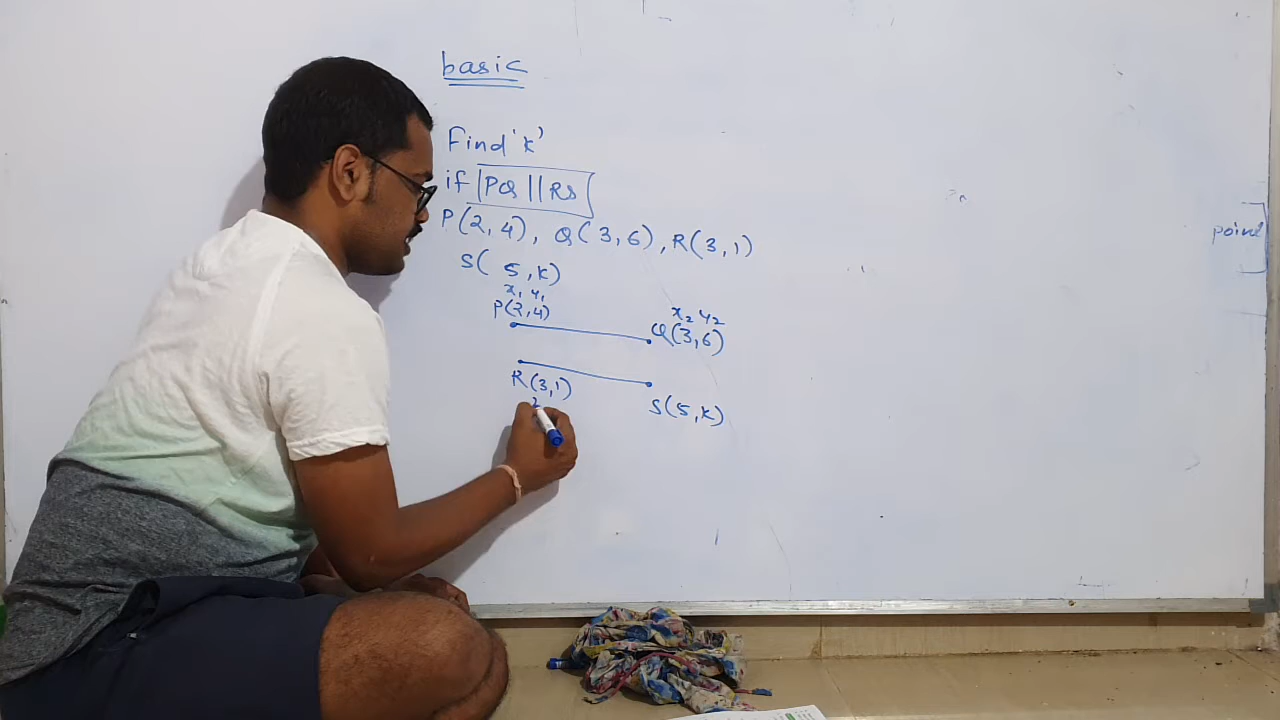 basic
Find 'k'
if PQ || RS
P(2,4), Q(3,6), R(3,1)
S( 5,k)
x₁ y₁
P(2,4)
x₂ y₂
Q(3,6)
R(3,1)
S(5,k)
point